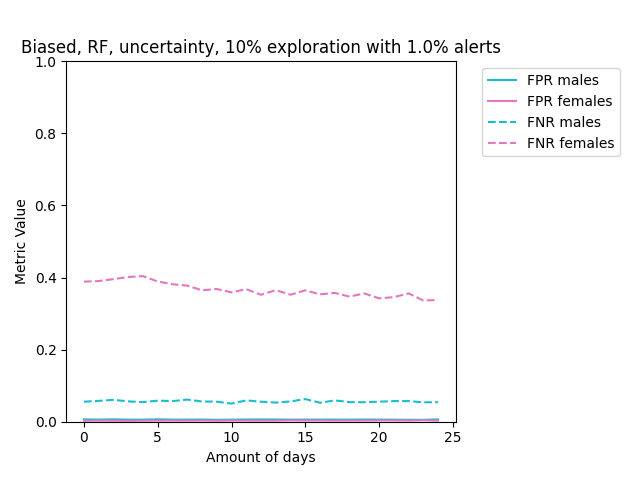 Biased, RF, uncertainty, 10% exploration with 1.0% alerts
1.0
0.8
0.6
0.4
0.2
0.0
Metric Value
0
5
10
15
20
25
Amount of days
FPR males
FPR females
FNR males
FNR females